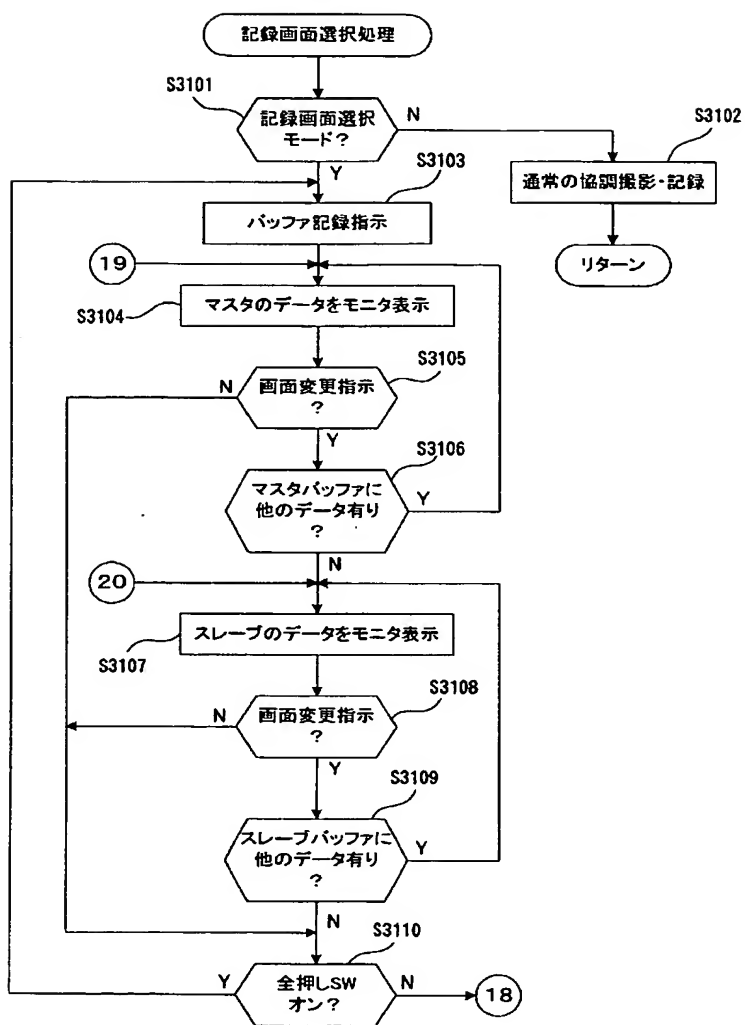 記録画面選択処理
S3101
記録画面選択
モード?
N
S3102
通常の協調撮影・記録
リターン
Y
S3103
バッファ記録指示
19
S3104
マスタのデータをモニタ表示
S3105
N
画面変更指示
?
Y
S3106
マスタバッファに
他のデータ有り
?
Y
N
20
スレーブのデータをモニタ表示
S3107
S3108
N
画面変更指示
?
Y
S3109
スレーブバッファに
他のデータ有り
?
Y
N
S3110
Y
全押しSW
オン?
N
18